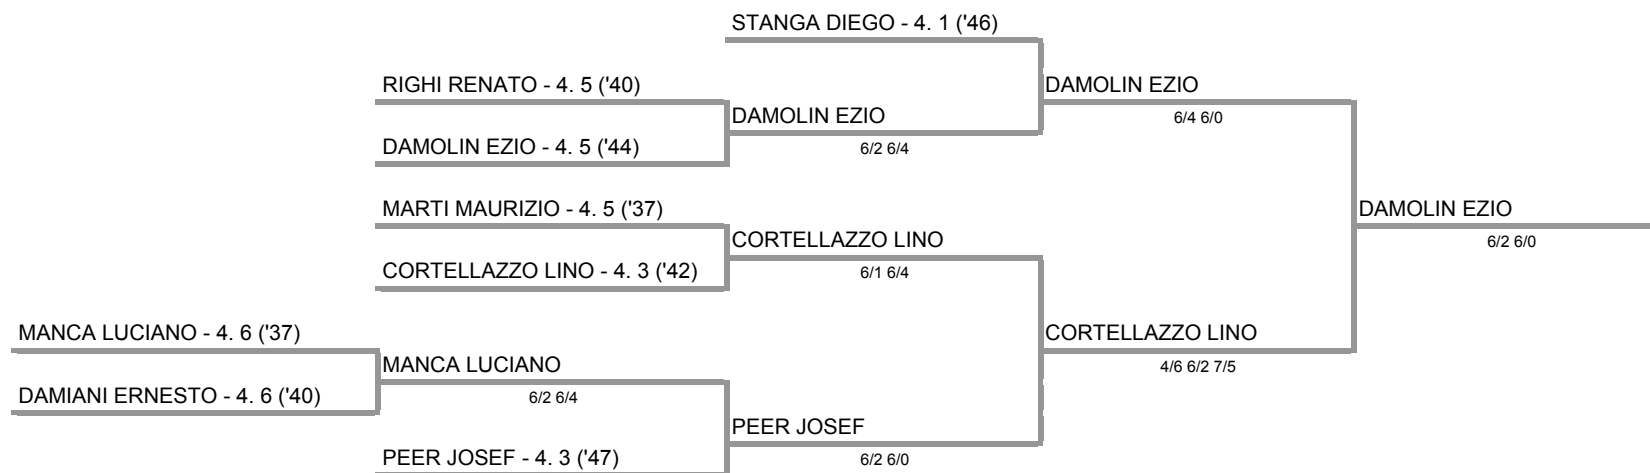 STANGA DIEGO - 4. 1 ('46)
RIGHI RENATO - 4. 5 ('40)
DAMOLIN EZIO
DAMOLIN EZIO
6/4 6/0
DAMOLIN EZIO - 4. 5 ('44)
6/2 6/4
MARTI MAURIZIO - 4. 5 ('37)
DAMOLIN EZIO
CORTELLAZZO LINO
6/2 6/0
CORTELLAZZO LINO - 4. 3 ('42)
6/1 6/4
MANCA LUCIANO - 4. 6 ('37)
CORTELLAZZO LINO
MANCA LUCIANO
4/6 6/2 7/5
DAMIANI ERNESTO - 4. 6 ('40)
6/2 6/4
PEER JOSEF
PEER JOSEF - 4. 3 ('47)
6/2 6/0